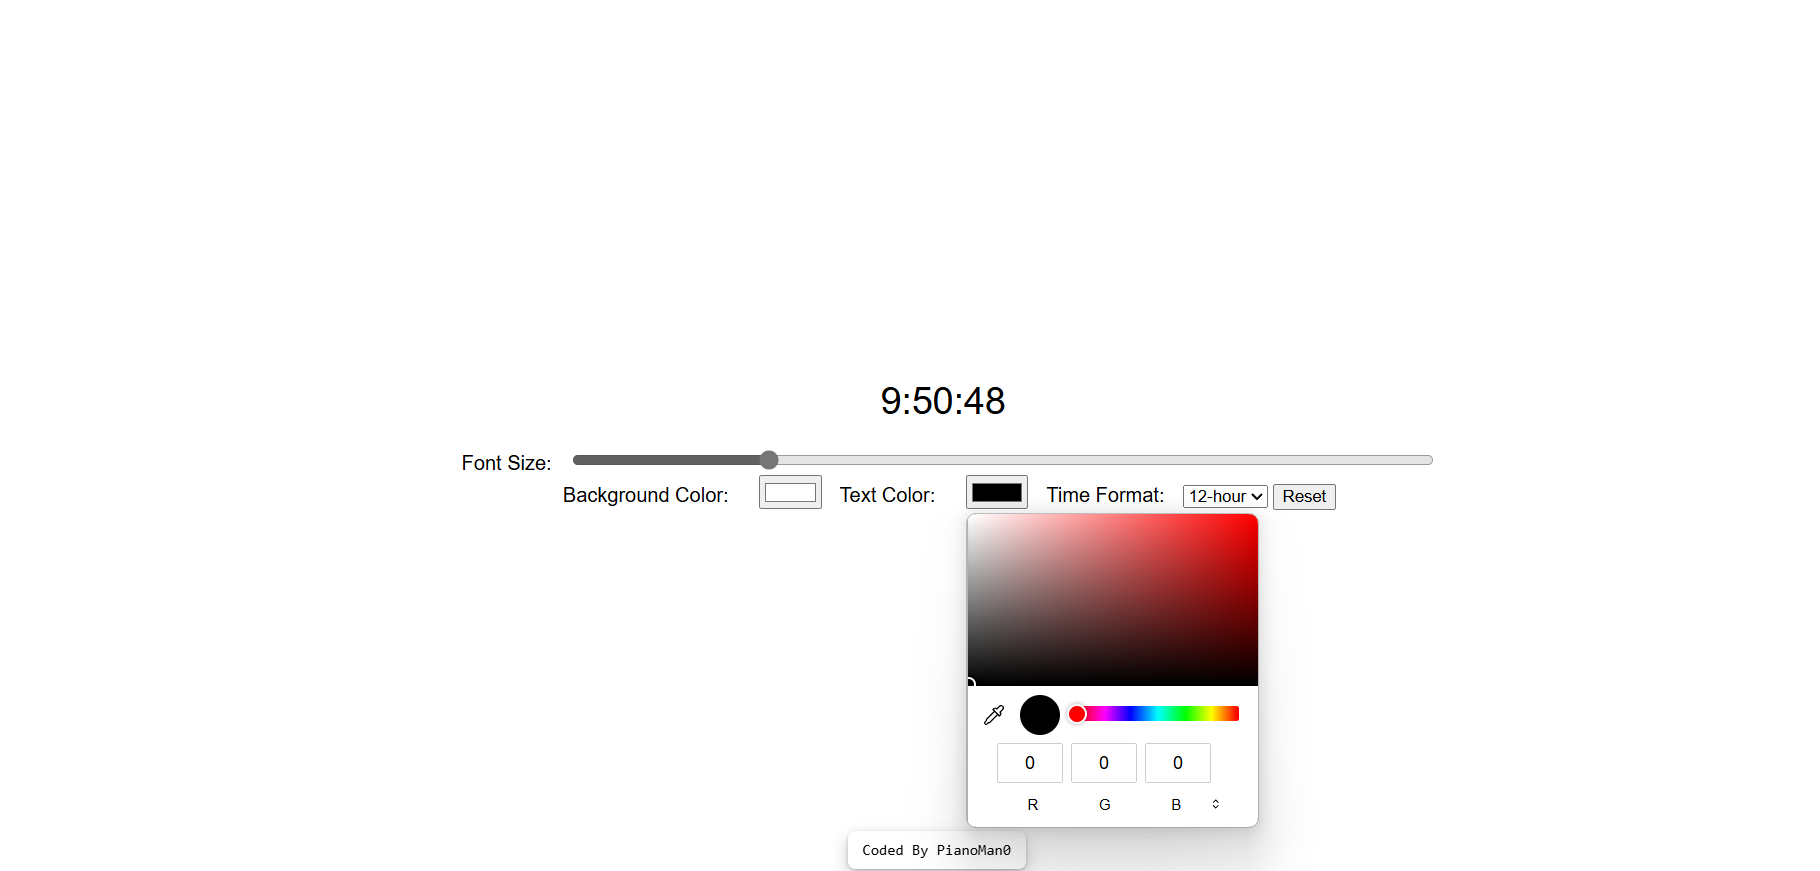 9:50:48
Font Size:
Background Color: Text Color: Time Format: 12-hour Reset
0 0 0
R G B
Coded By PianoMan0